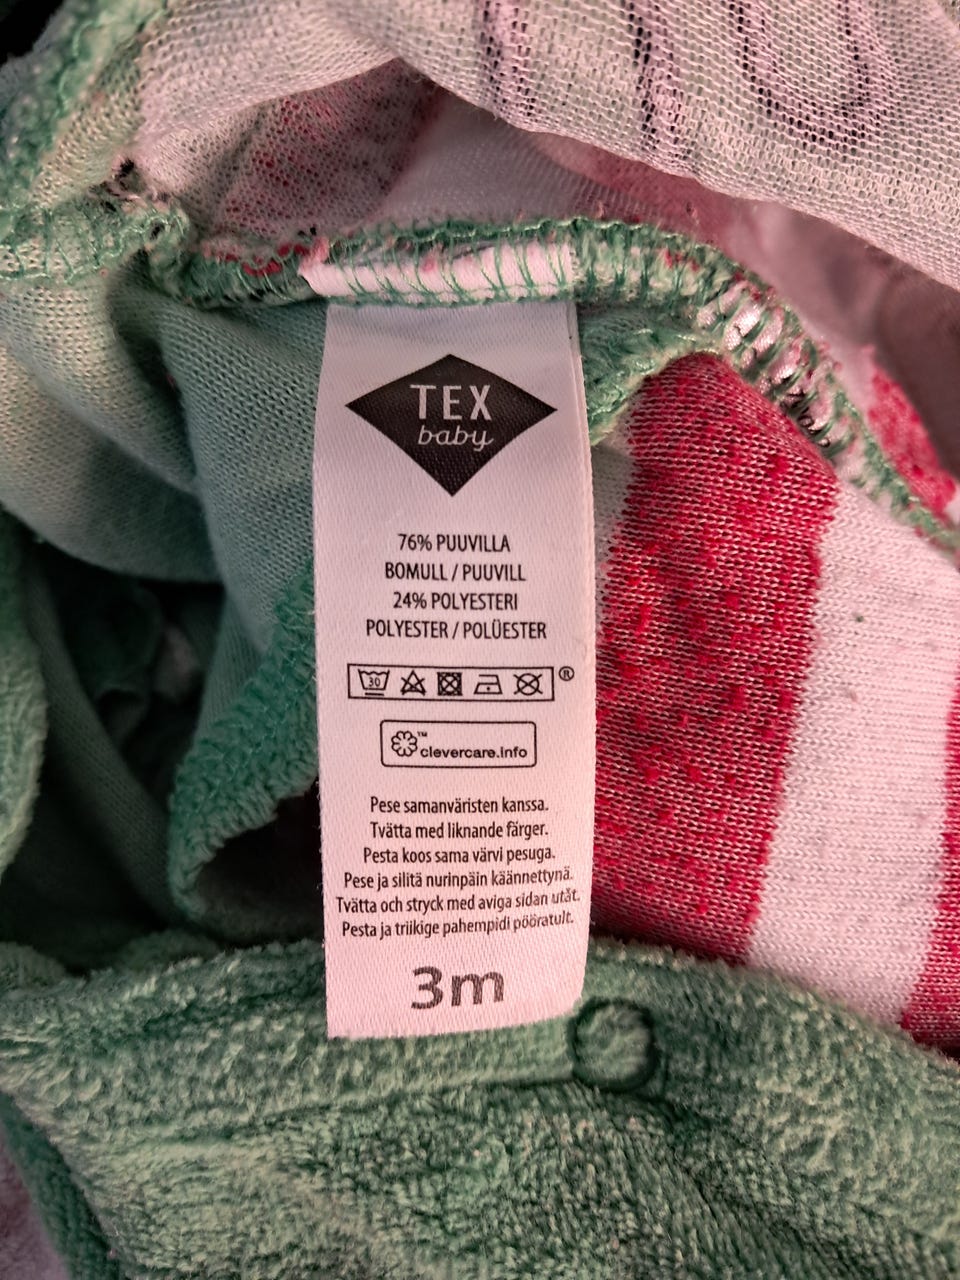 TEX
baby
76% PUUVILLA
BOMULL / PUUVILL
24% POLYESTERI
POLYESTER / POLÜESTER
30
®
™ clevercare.info
Pese samanväristen kanssa.
Tvätta med liknande färger.
Pesta koos sama värvi pesuga.
Pese ja silitä nurinpäin käännettynä.
Tvätta och stryck med aviga sidan utåt.
Pesta ja triikige pahempidi pööratult.
3m